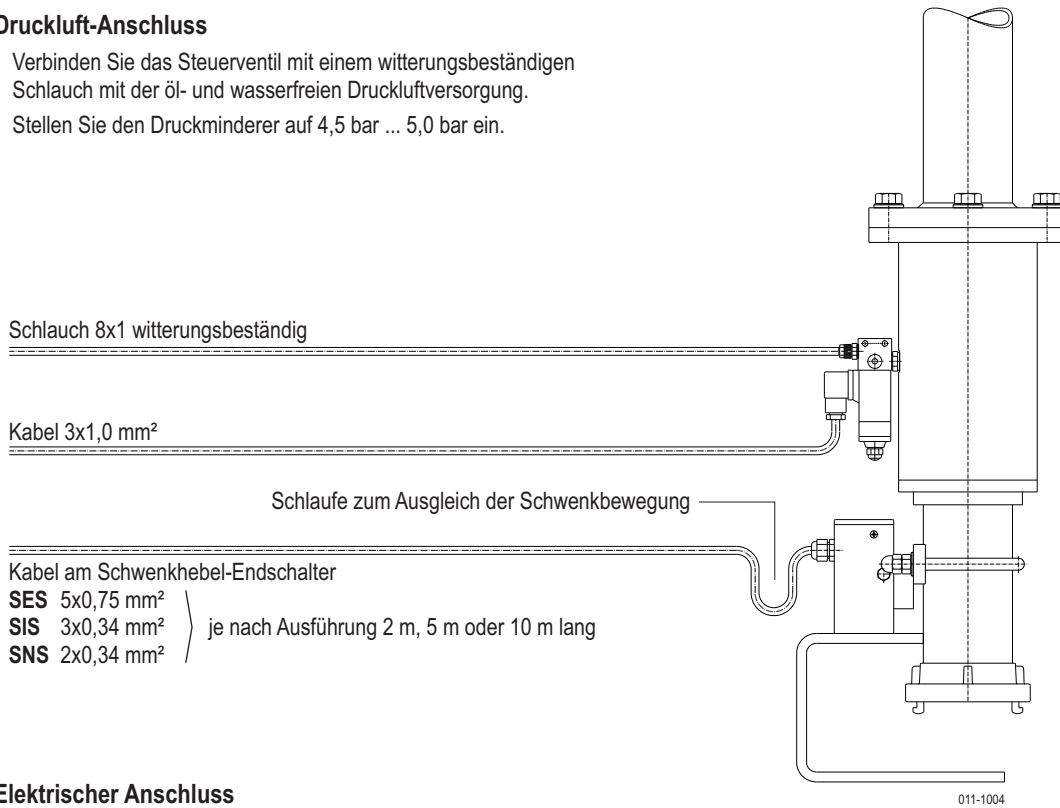 Druckluft-Anschluss
Verbinden Sie das Steuerventil mit einem witterungsbeständigen
Schlauch mit der öl- und wasserfreien Druckluftversorgung.
Stellen Sie den Druckminderer auf 4,5 bar ... 5,0 bar ein.
Schlauch 8x1 witterungsbeständig
Kabel 3x1,0 mm²
Schlaufe zum Ausgleich der Schwenkbewegung
Kabel am Schwenkhebel-Endschalter
SES 5x0,75 mm²
SIS 3x0,34 mm² je nach Ausführung 2 m, 5 m oder 10 m lang
SNS 2x0,34 mm²
Elektrischer Anschluss
011-1004